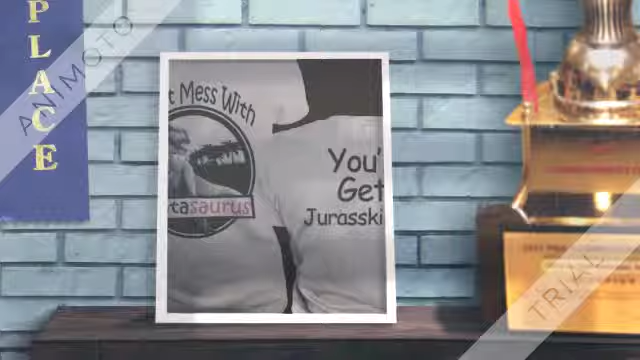 PLACE
t Mess With
tasaurus
You'
Get
Jurasski
ANIMOTO
TRIAL